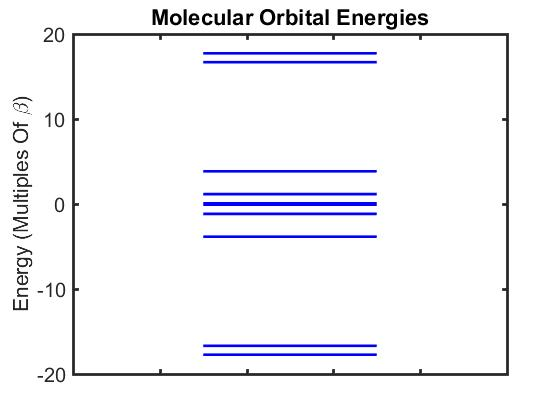 Molecular Orbital Energies
Energy (Multiples Of β)
20
10
0
-10
-20